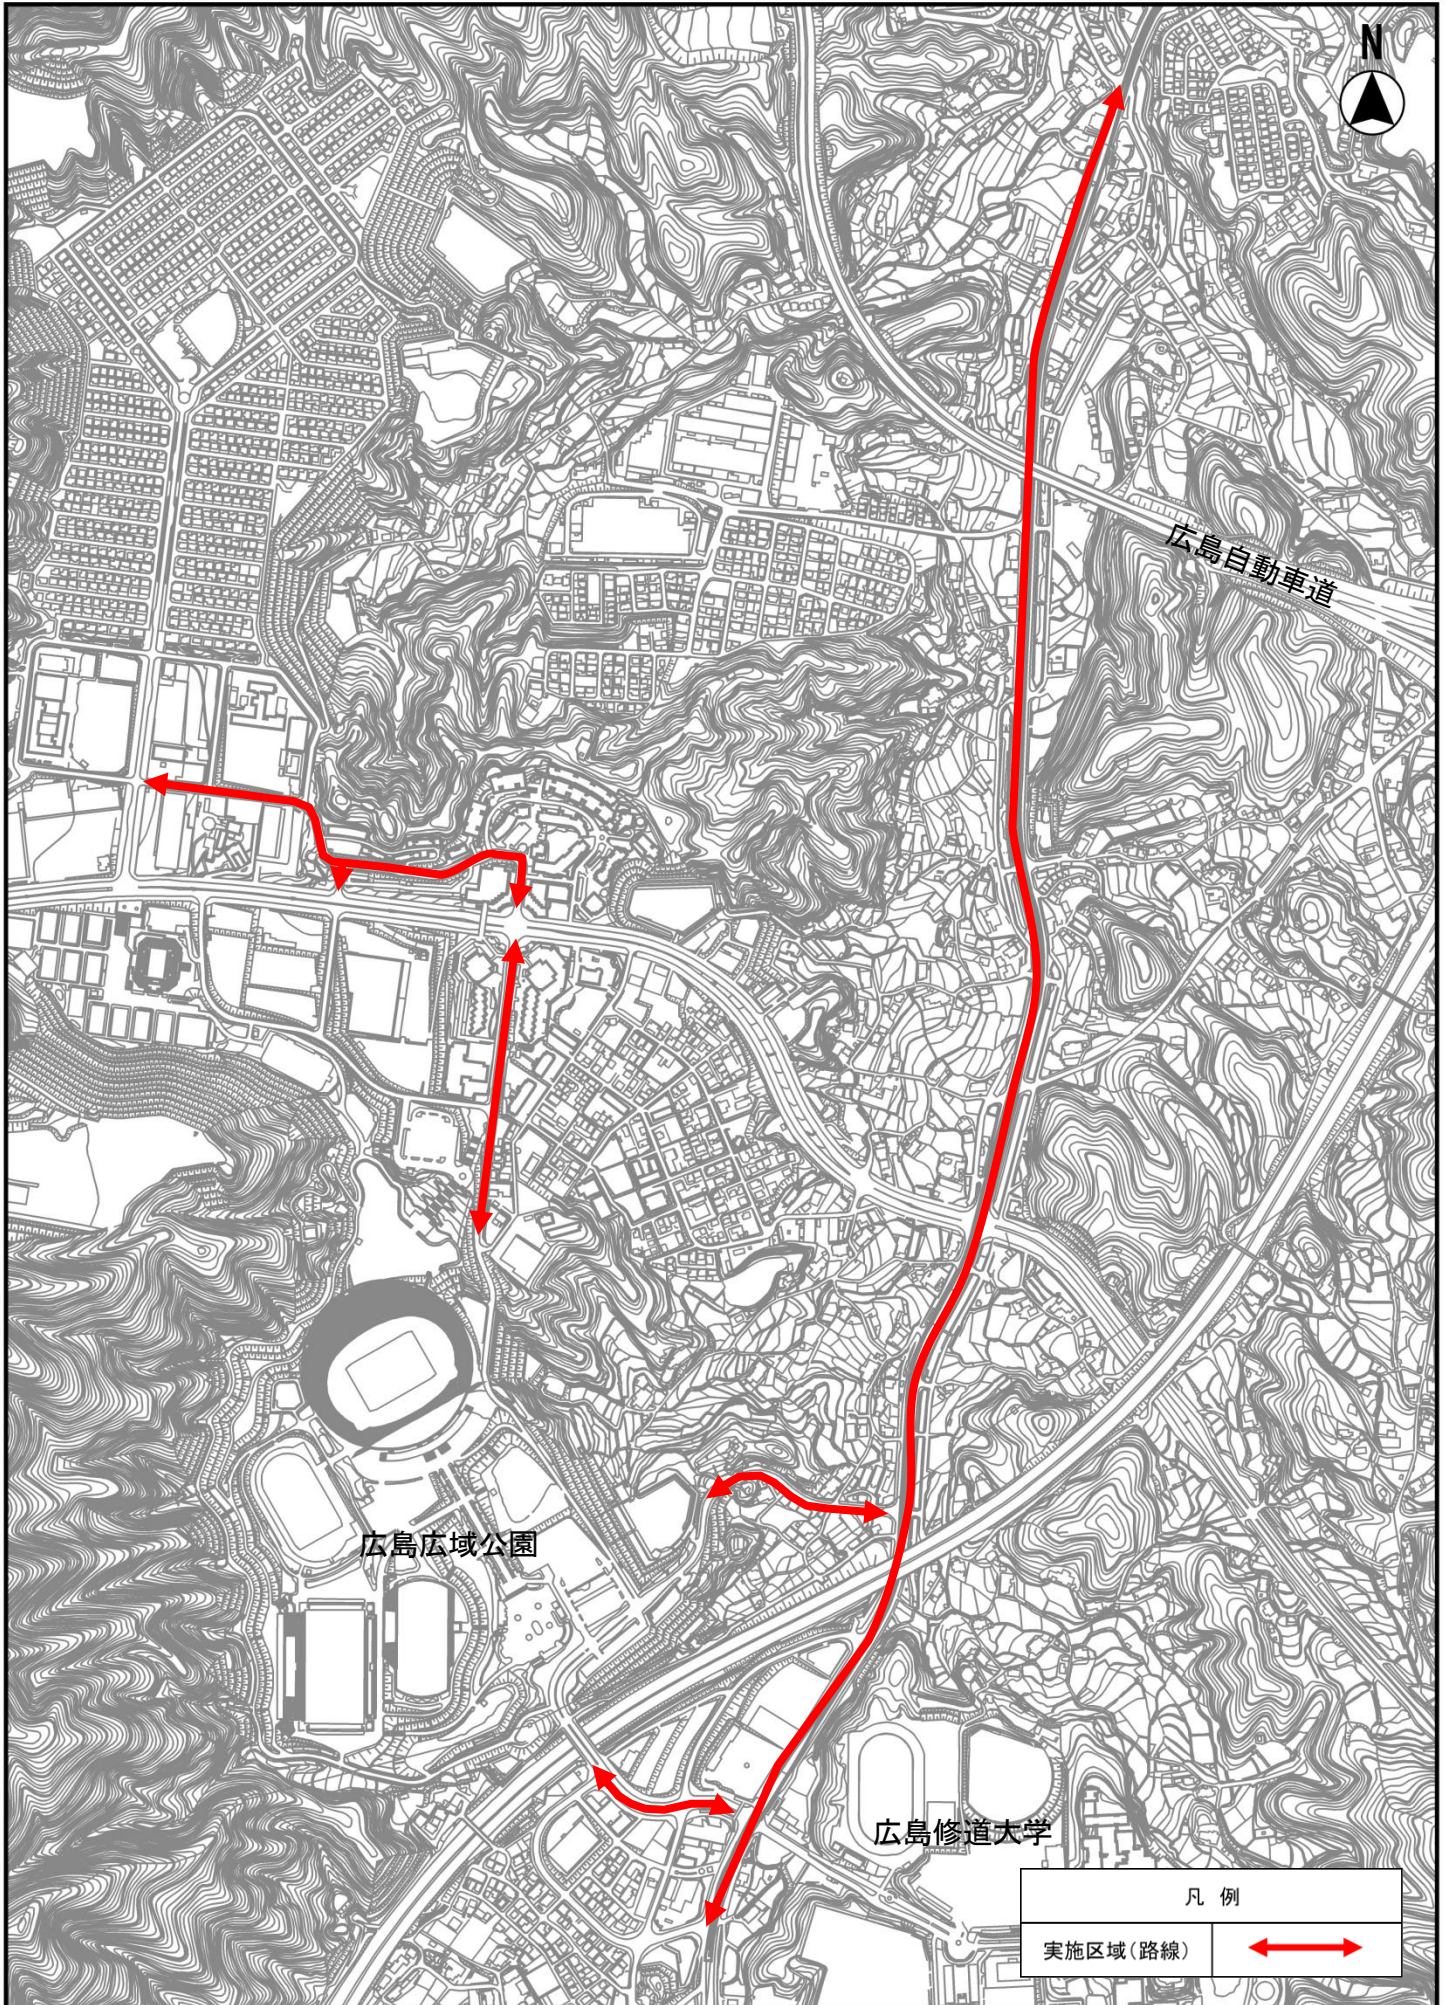 N
広島自動車道
広島広域公園
広島修道大学
凡 例
実施区域（路線）